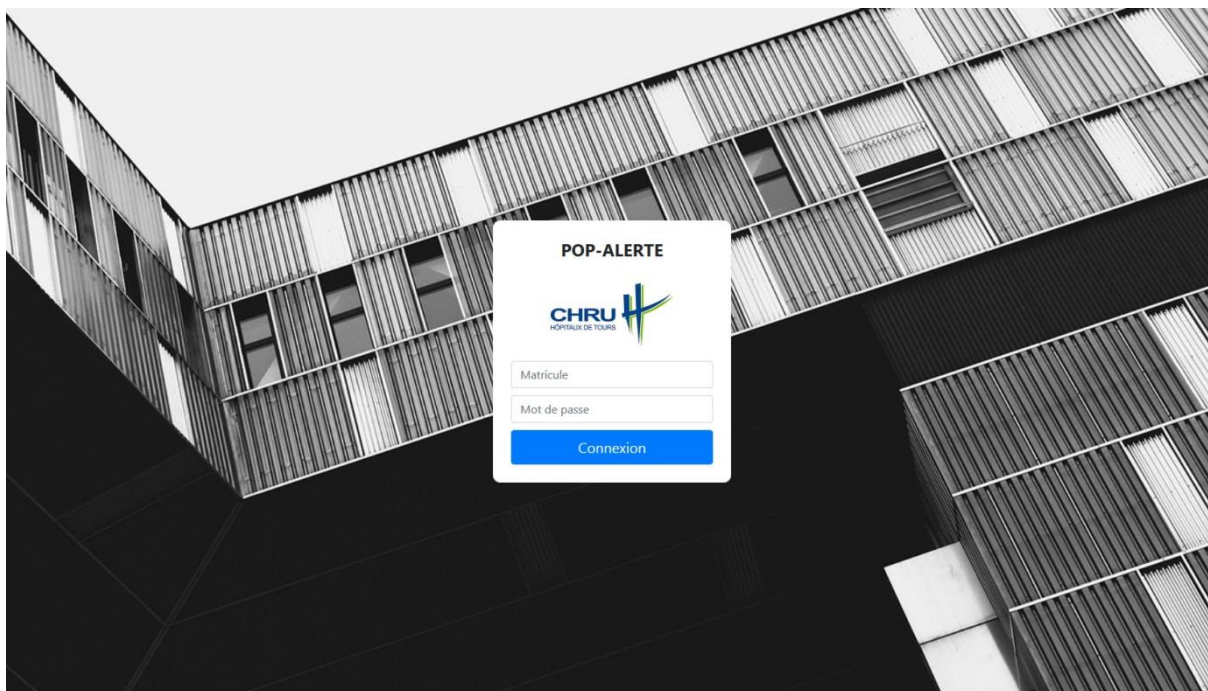 POP-ALERTE
CHRU
HÔPITAUX DE TOURS
Matricule
Mot de passe
Connexion